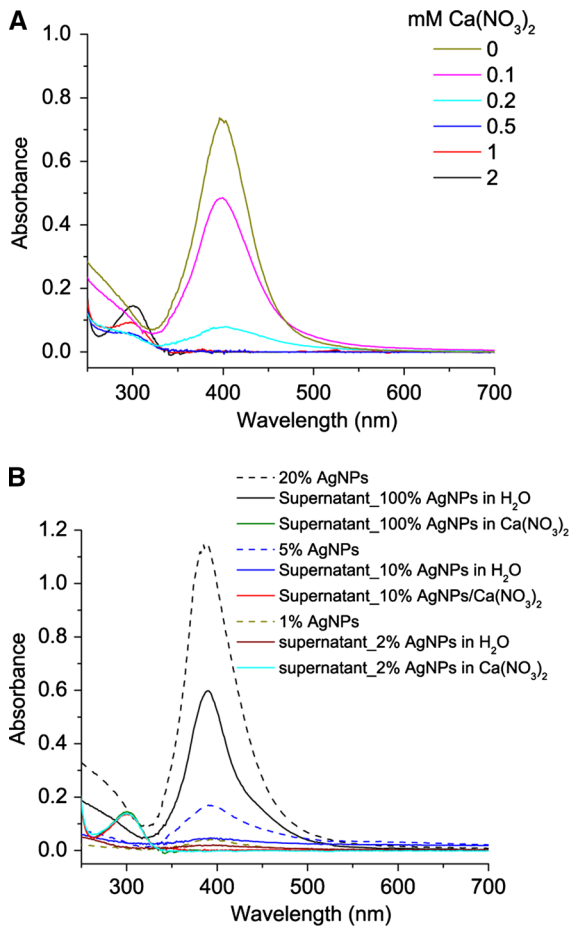 A
mM Ca(NO3)2
0
0.1
0.2
0.5
1
2
1.0
0.8
0.6
0.4
0.2
0.0
Absorbance
300 400 500 600 700
Wavelength (nm)
B
20% AgNPs
Supernatant_100% AgNPs in H2O
Supernatant_100% AgNPs in Ca(NO3)2
5% AgNPs
Supernatant_10% AgNPs in H2O
Supernatant_10% AgNPs/Ca(NO3)2
1% AgNPs
supernatant_2% AgNPs in H2O
supernatant_2% AgNPs in Ca(NO3)2
1.2
1.0
0.8
0.6
0.4
0.2
0.0
Absorbance
300 400 500 600 700
Wavelength (nm)